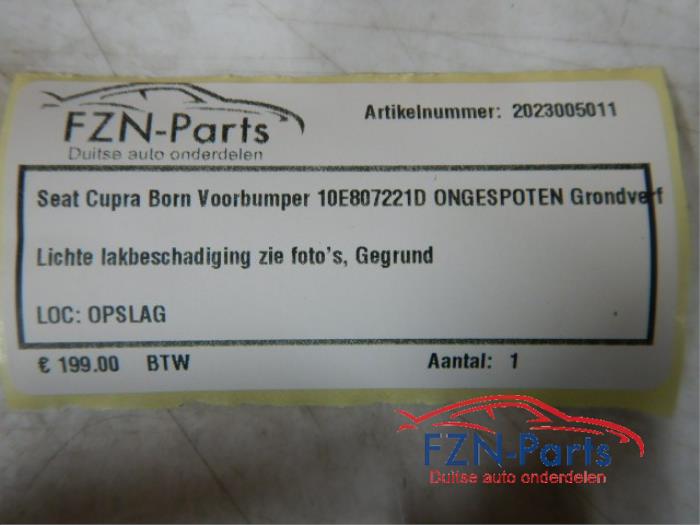 FZN-Parts
Duitse auto onderdelen
Artikelnummer: 2023005011
Seat Cupra Born Voorbumper 10E807221D ONGESPOTEN Grondverf
Lichte lakbeschadiging zie foto's, Gegrund
LOC: OPSLAG
€ 199.00 BTW Aantal: 1
FZN-Parts
Duitse auto onderdelen